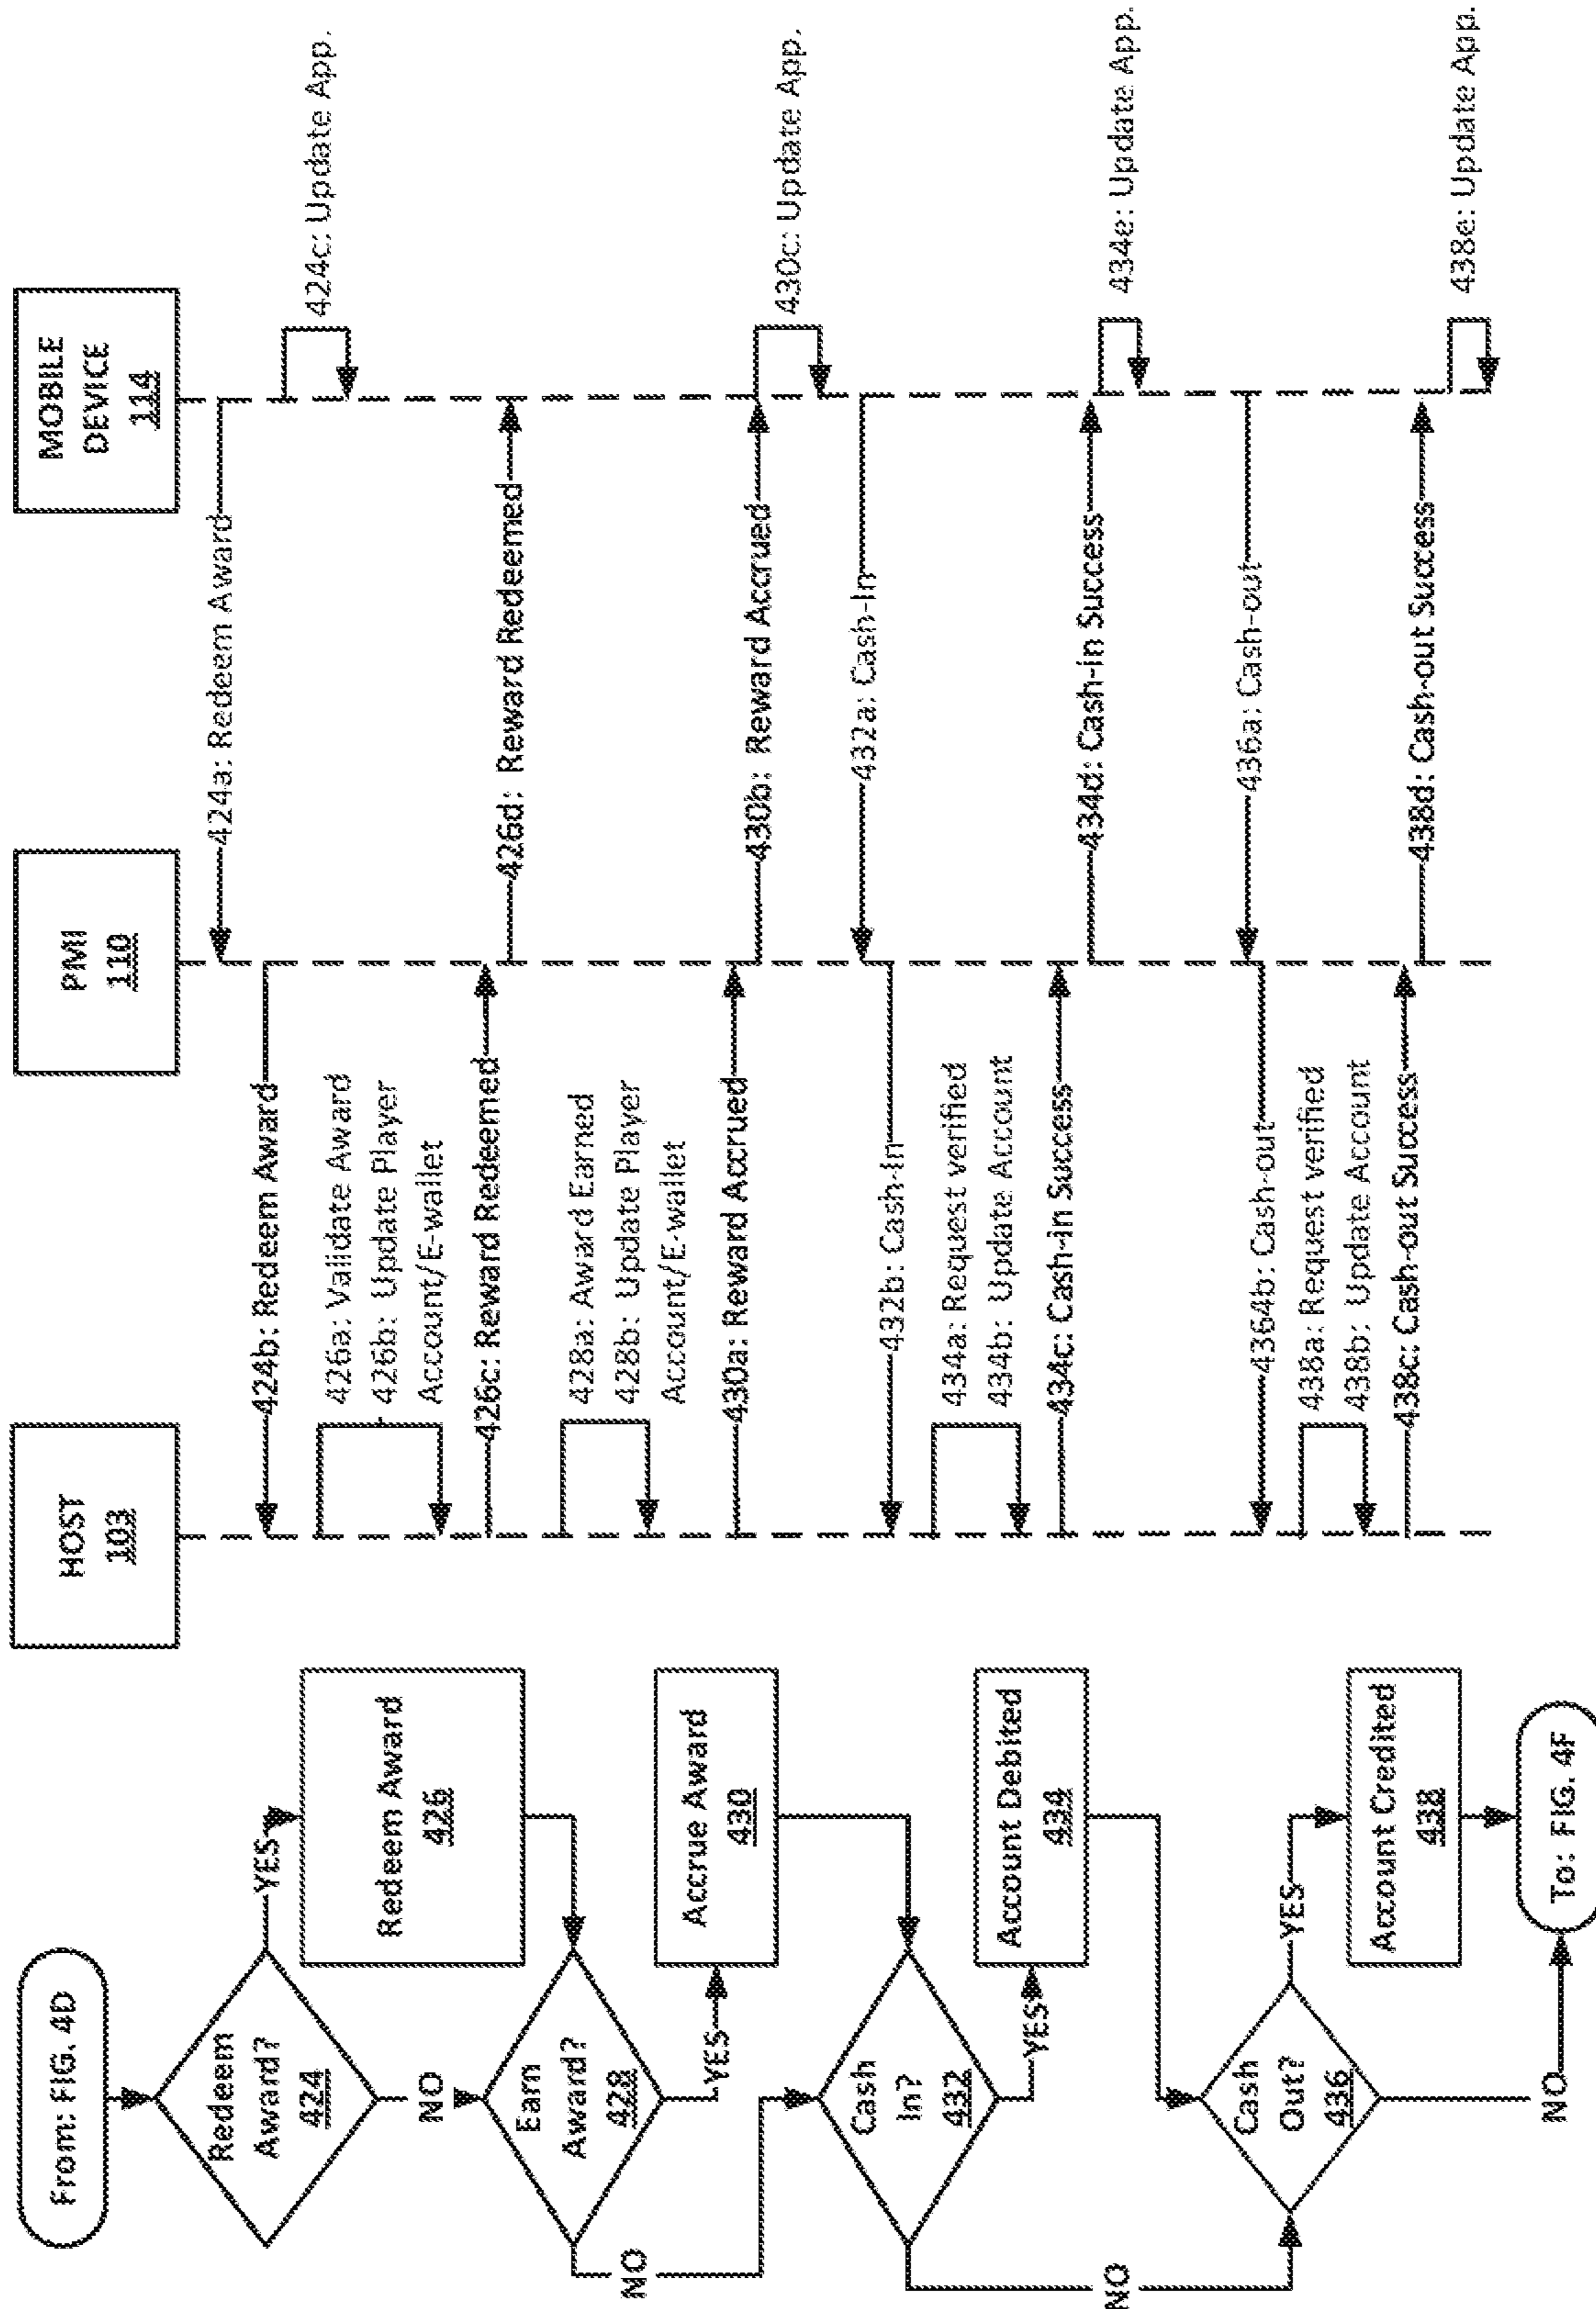 From: FIG. 4D
Redeem
Award?
424
YES
Redeem Award
426
NO
Earn
Award?
428
YES
Accrue Award
430
NO
Cash
In?
432
YES
Account Debited
434
NO
Cash
Out?
436
YES
Account Credited
438
NO
To: FIG. 4F
HOST
103
PMI
110
MOBILE
DEVICE
114
424a: Redeem Award
424b: Redeem Award
424c: Update App.
426a: Validate Award
426b: Update Player
Account/E-wallet
426c: Reward Redeemed
426d: Reward Redeemed
428a: Award Earned
428b: Update Player
Account/E-wallet
430a: Reward Accrued
430b: Reward Accrued
430c: Update App.
432a: Cash-In
432b: Cash-In
434a: Request verified
434b: Update Account
434c: Cash-in Success
434d: Cash-in Success
434e: Update App.
436a: Cash-out
4364b: Cash-out
438a: Request verified
438b: Update Account
438c: Cash-out Success
438d: Cash-out Success
438e: Update App.